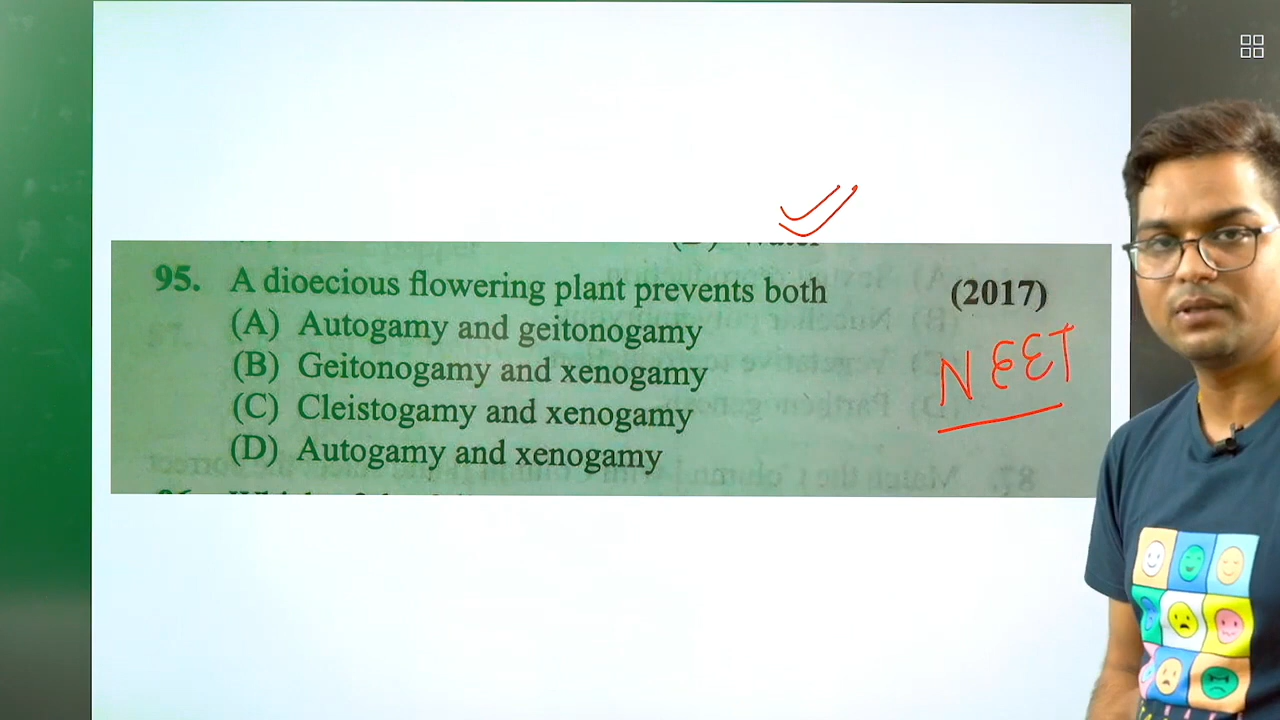 95. A dioecious flowering plant prevents both (2017)
(A) Autogamy and geitonogamy
(B) Geitonogamy and xenogamy
(C) Cleistogamy and xenogamy
(D) Autogamy and xenogamy
NEET